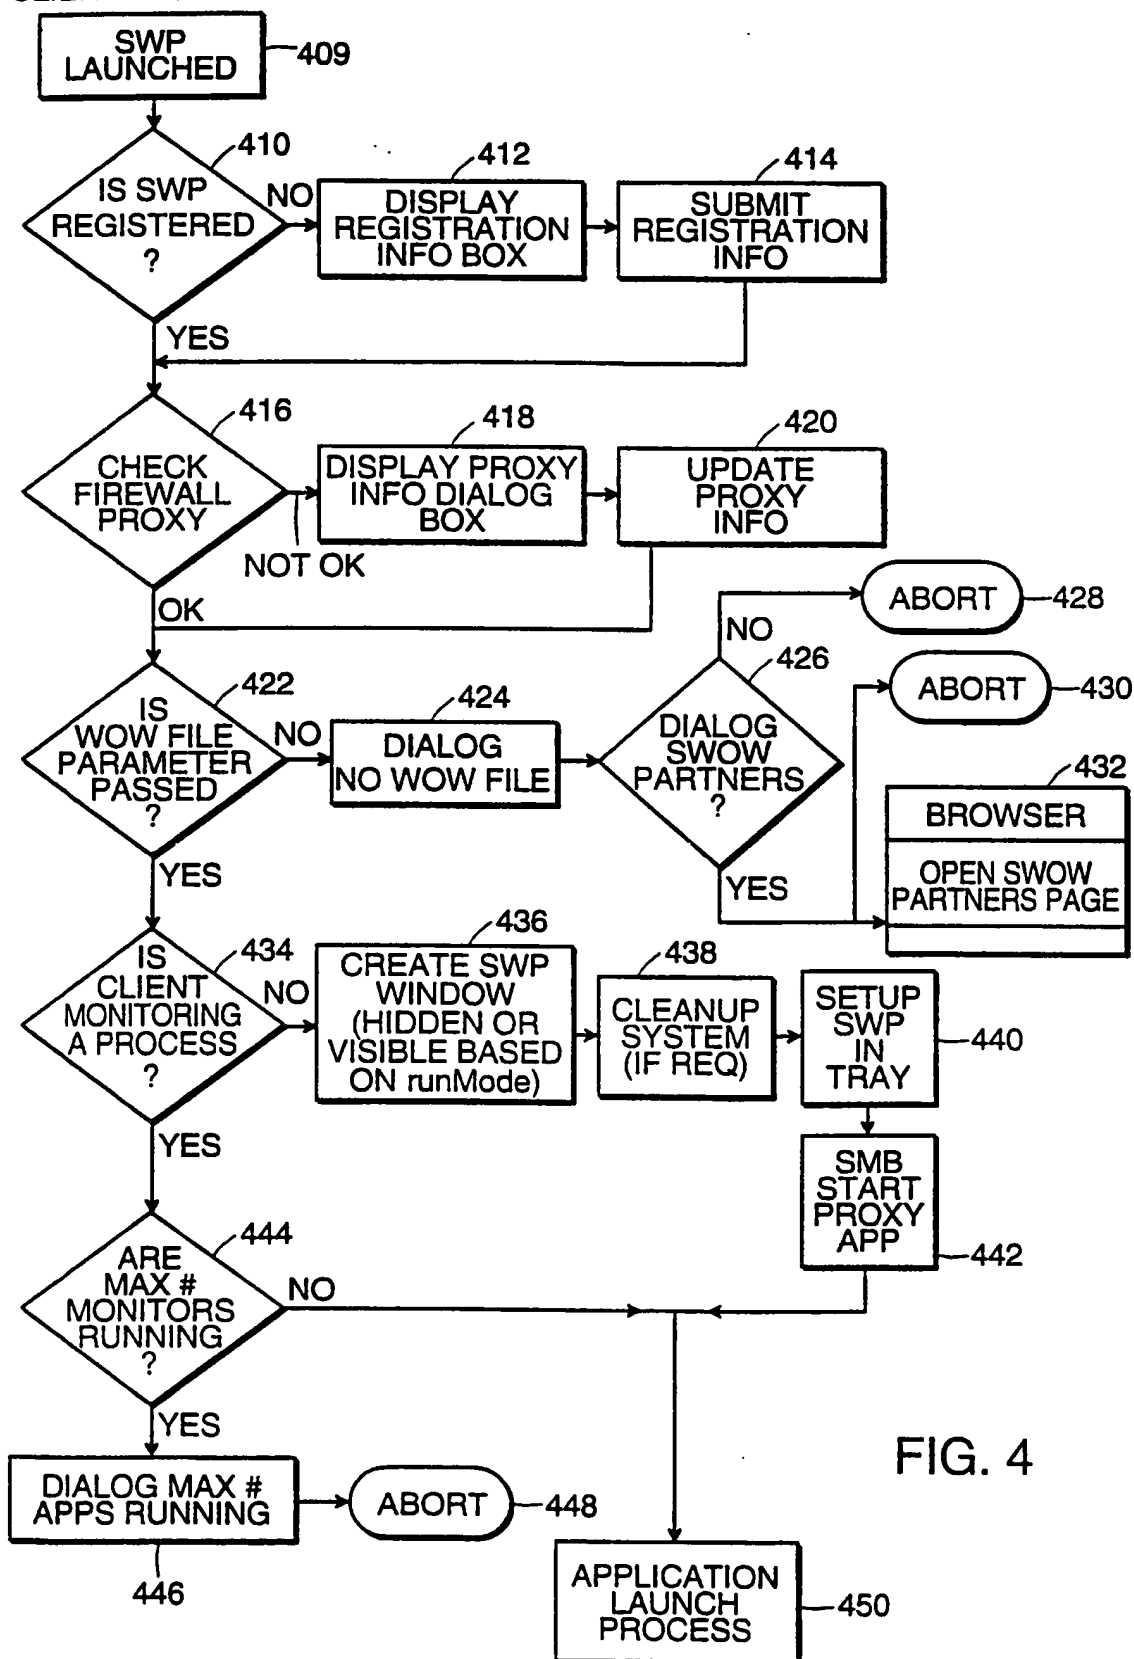 SWP
LAUNCHED
409
410
IS SWP
REGISTERED
?
NO
412
DISPLAY
REGISTRATION
INFO BOX
414
SUBMIT
REGISTRATION
INFO
YES
416
CHECK
FIREWALL
PROXY
NOT OK
418
DISPLAY PROXY
INFO DIALOG
BOX
420
UPDATE
PROXY
INFO
OK
422
IS
WOW FILE
PARAMETER
PASSED
?
NO
424
DIALOG
NO WOW FILE
426
DIALOG
SWOW
PARTNERS
?
NO
ABORT
428
ABORT
430
YES
432
BROWSER
OPEN SWOW
PARTNERS PAGE
YES
434
IS
CLIENT
MONITORING
A PROCESS
?
NO
436
CREATE SWP
WINDOW
(HIDDEN OR
VISIBLE BASED
ON runMode)
438
CLEANUP
SYSTEM
(IF REQ)
SETUP
SWP
IN
TRAY
440
SMB
START
PROXY
APP
442
YES
444
ARE
MAX #
MONITORS
RUNNING
?
NO
YES
DIALOG MAX #
APPS RUNNING
446
ABORT
448
APPLICATION
LAUNCH
PROCESS
450
FIG. 4